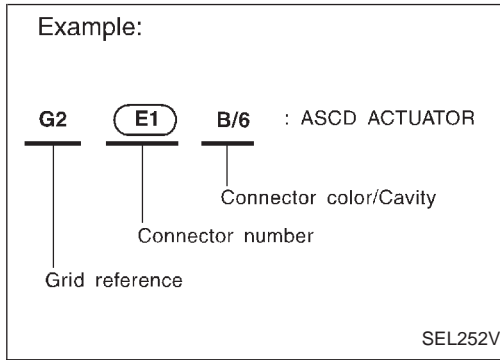 Example:
G2 E1 B/6 : ASCD ACTUATOR
Connector color/Cavity
Connector number
Grid reference
SEL252V